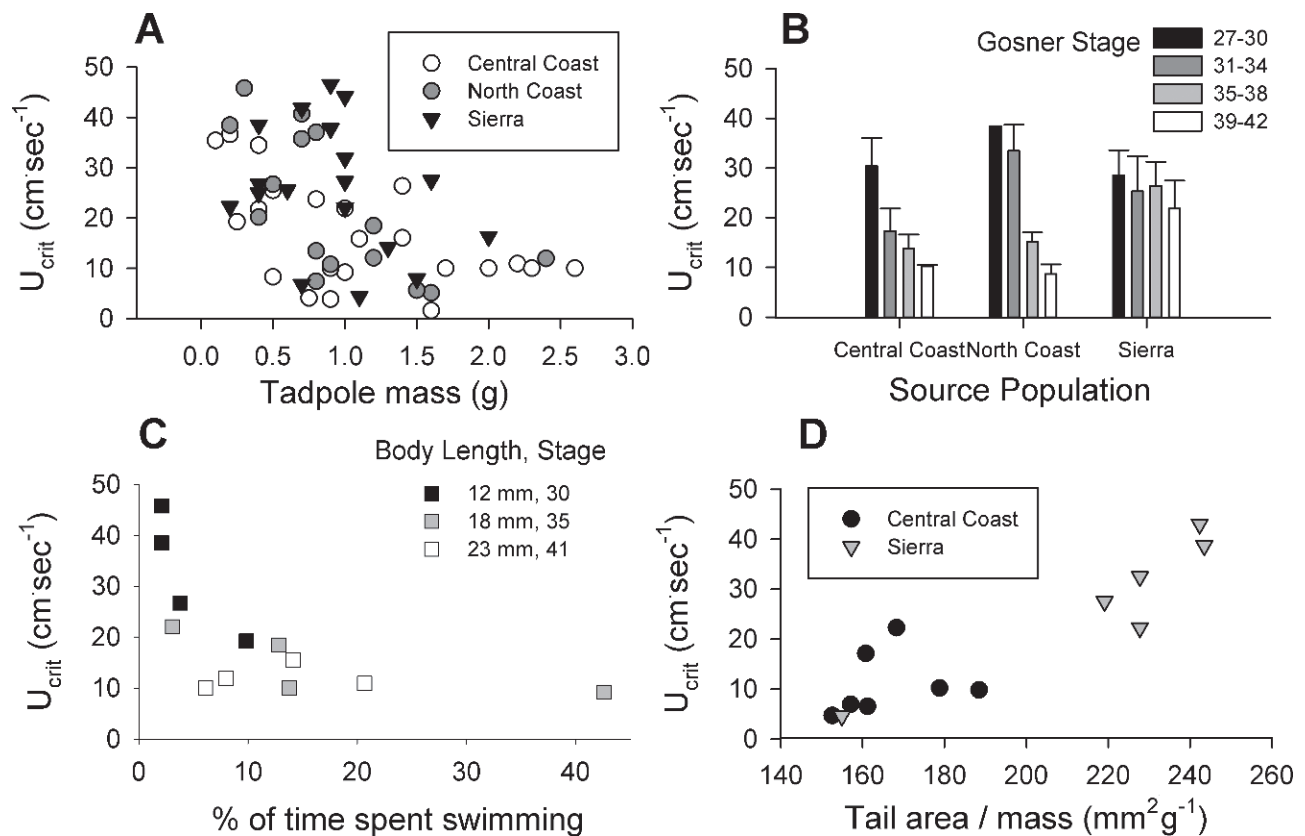 A
Central Coast
North Coast
Sierra
50
40
30
20
10
0
U_crit (cm·sec⁻¹)
0.0 0.5 1.0 1.5 2.0 2.5 3.0
Tadpole mass (g)
B
Gosner Stage
27-30
31-34
35-38
39-42
50
40
30
20
10
0
U_crit (cm·sec⁻¹)
Central Coast North Coast Sierra
Source Population
C
Body Length, Stage
12 mm, 30
18 mm, 35
23 mm, 41
50
40
30
20
10
0
U_crit (cm·sec⁻¹)
0 10 20 30 40
% of time spent swimming
D
Central Coast
Sierra
50
40
30
20
10
0
U_crit (cm·sec⁻¹)
140 160 180 200 220 240 260
Tail area / mass (mm²g⁻¹)